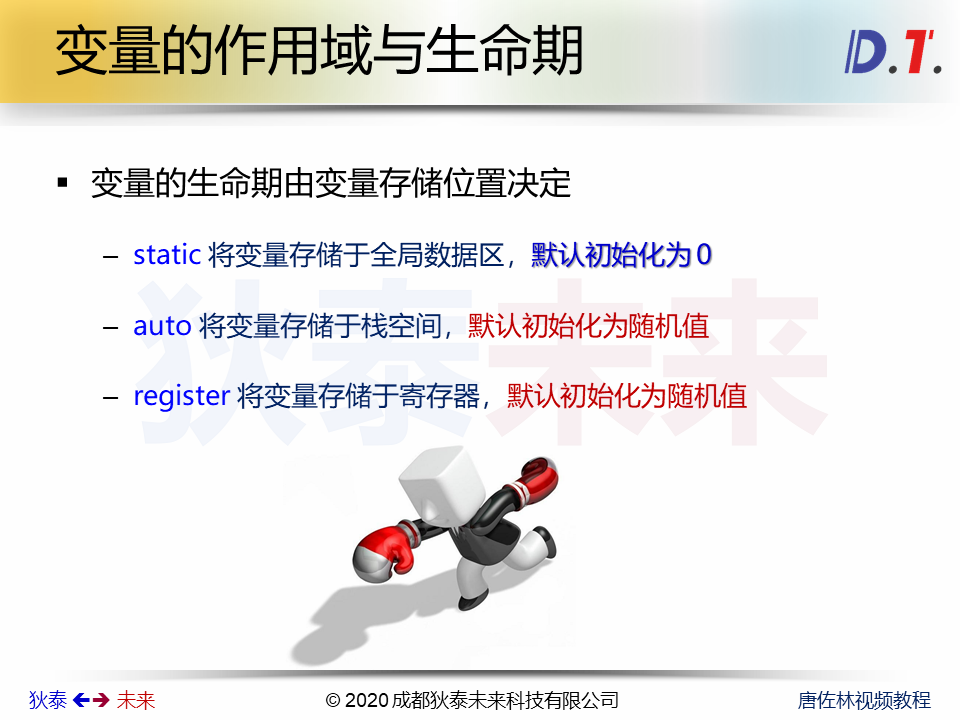 变量的作用域与生命期
D.T.
▪ 变量的生命期由变量存储位置决定
– static 将变量存储于全局数据区，默认初始化为 0
– auto 将变量存储于栈空间，默认初始化为随机值
– register 将变量存储于寄存器，默认初始化为随机值
狄泰未来
狄泰 ←→ 未来
© 2020 成都狄泰未来科技有限公司
唐佐林视频教程